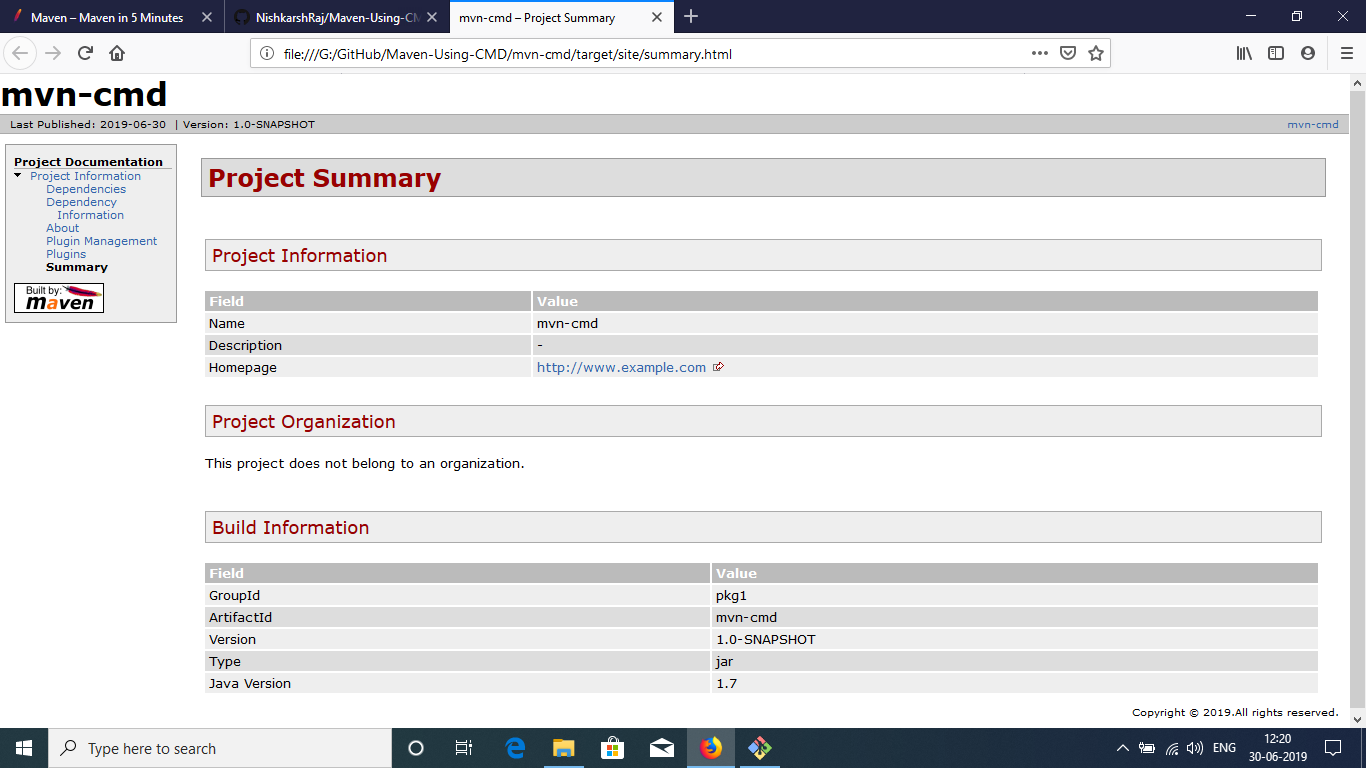 Maven – Maven in 5 Minutes
NishkarshRaj/Maven-Using-CM
mvn-cmd – Project Summary
file:///G:/GitHub/Maven-Using-CMD/mvn-cmd/target/site/summary.html
mvn-cmd
Last Published: 2019-06-30 | Version: 1.0-SNAPSHOT
mvn-cmd
Project Documentation
Project Information
Dependencies
Dependency
Information
About
Plugin Management
Plugins
Summary
Built by:
maven
Project Summary
Project Information
Field Value
Name mvn-cmd
Description -
Homepage http://www.example.com
Project Organization
This project does not belong to an organization.
Build Information
Field Value
GroupId pkg1
ArtifactId mvn-cmd
Version 1.0-SNAPSHOT
Type jar
Java Version 1.7
Copyright © 2019.All rights reserved.
Type here to search
ENG
12:20
30-06-2019